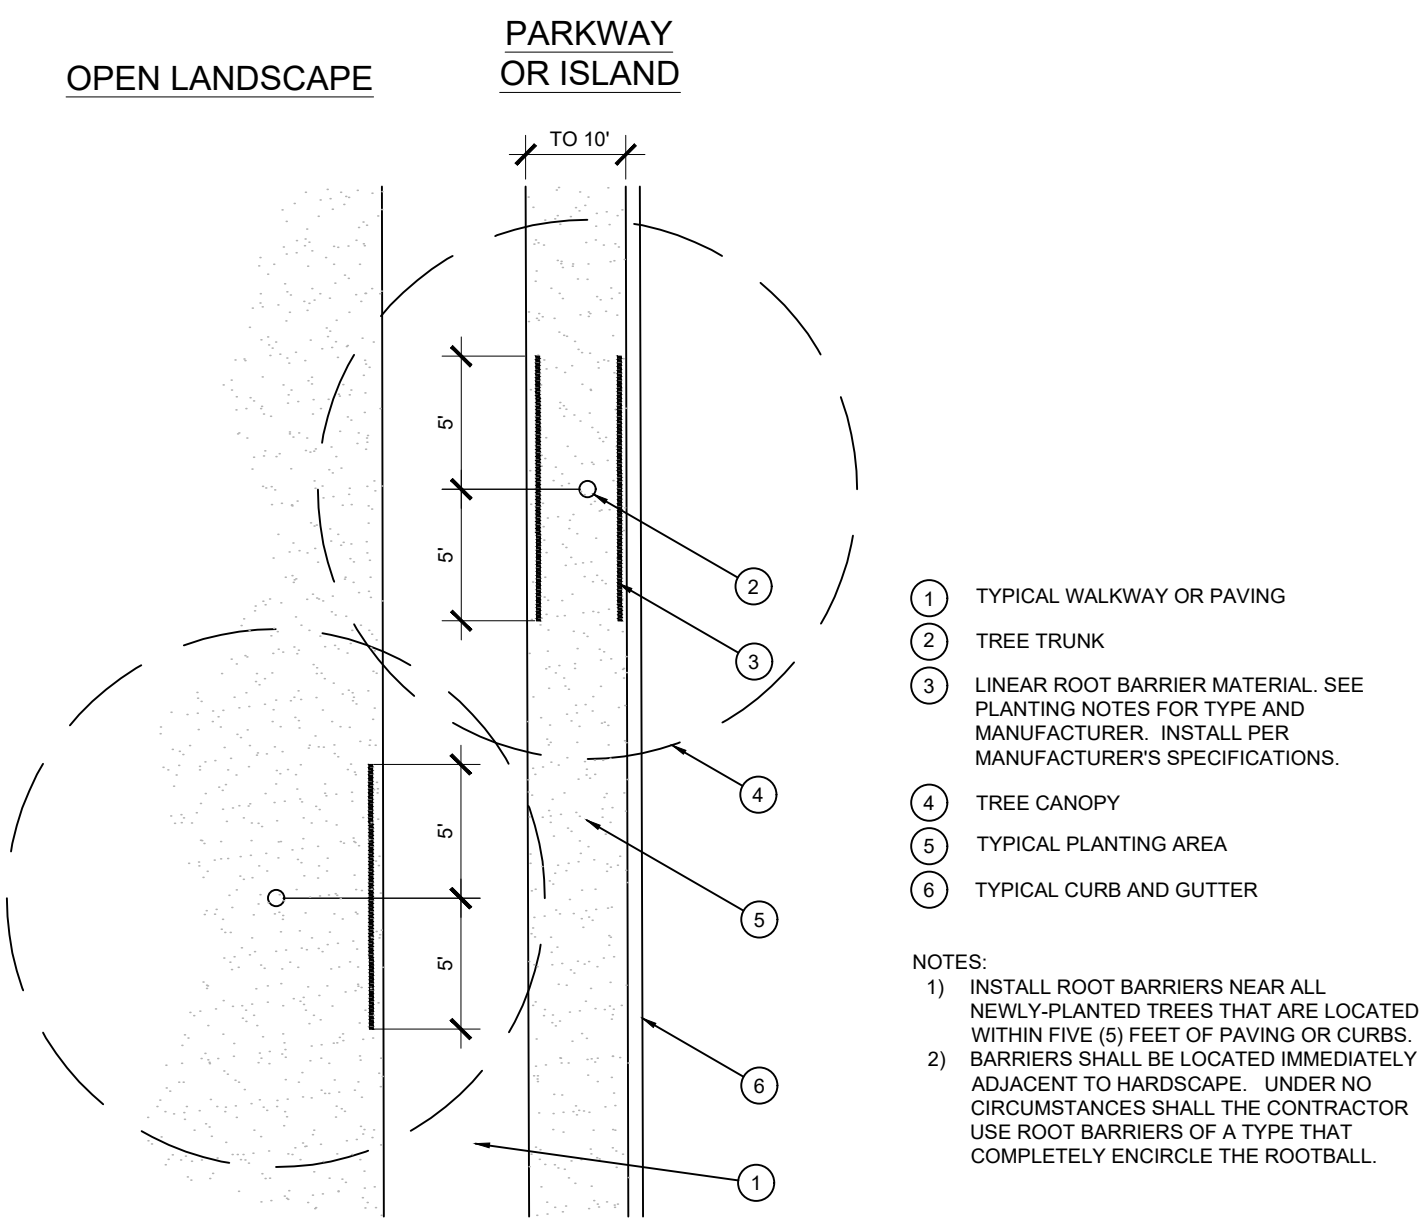 OPEN LANDSCAPE
PARKWAY
OR ISLAND
TO 10'
5'
5'
5'
5'
2
3
4
5
6
1
1 TYPICAL WALKWAY OR PAVING
2 TREE TRUNK
3 LINEAR ROOT BARRIER MATERIAL. SEE
PLANTING NOTES FOR TYPE AND
MANUFACTURER. INSTALL PER
MANUFACTURER'S SPECIFICATIONS.
4 TREE CANOPY
5 TYPICAL PLANTING AREA
6 TYPICAL CURB AND GUTTER
NOTES:
1) INSTALL ROOT BARRIERS NEAR ALL
NEWLY-PLANTED TREES THAT ARE LOCATED
WITHIN FIVE (5) FEET OF PAVING OR CURBS.
2) BARRIERS SHALL BE LOCATED IMMEDIATELY
ADJACENT TO HARDSCAPE. UNDER NO
CIRCUMSTANCES SHALL THE CONTRACTOR
USE ROOT BARRIERS OF A TYPE THAT
COMPLETELY ENCIRCLE THE ROOTBALL.